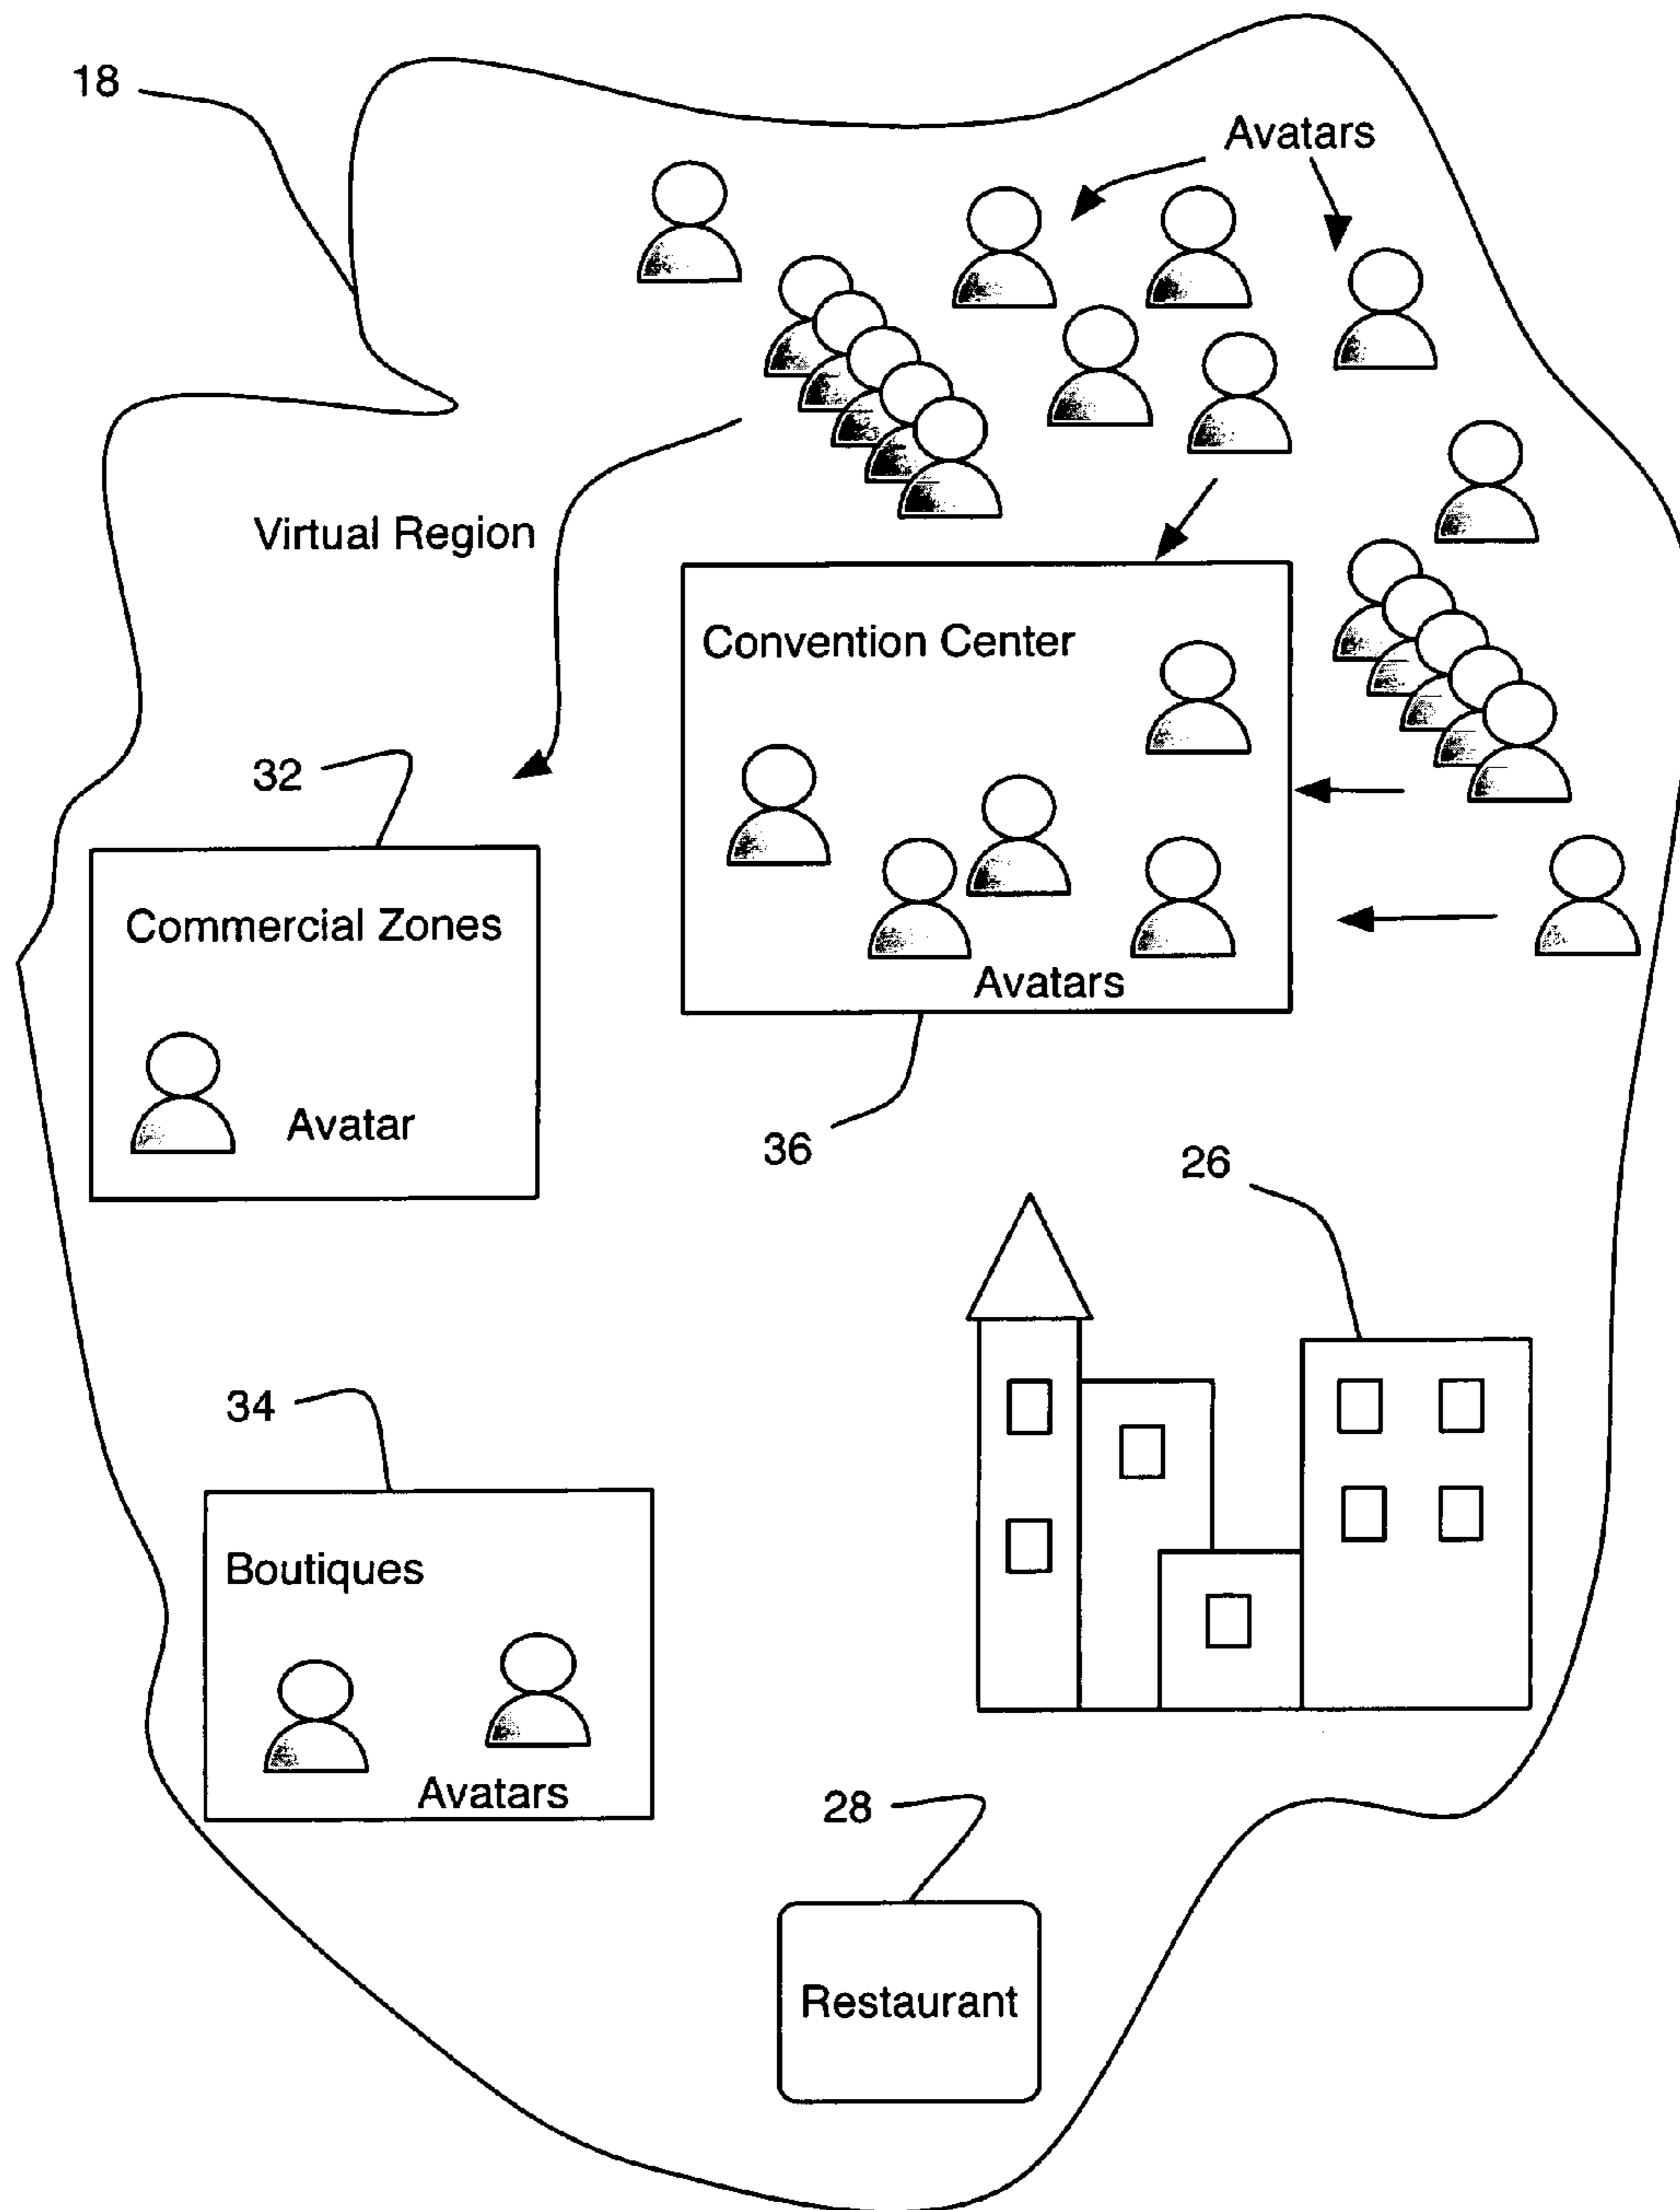 18
Avatars
Virtual Region
Convention Center
32
Commercial Zones
Avatars
Avatar
36
26
34
Boutiques
Avatars
28
Restaurant